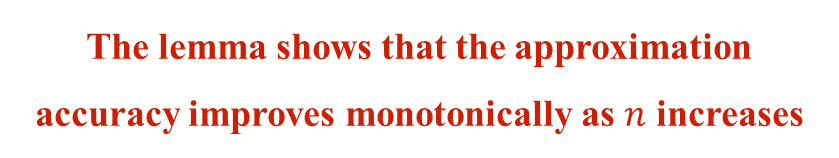 The lemma shows that the approximation
accuracy improves monotonically as n increases